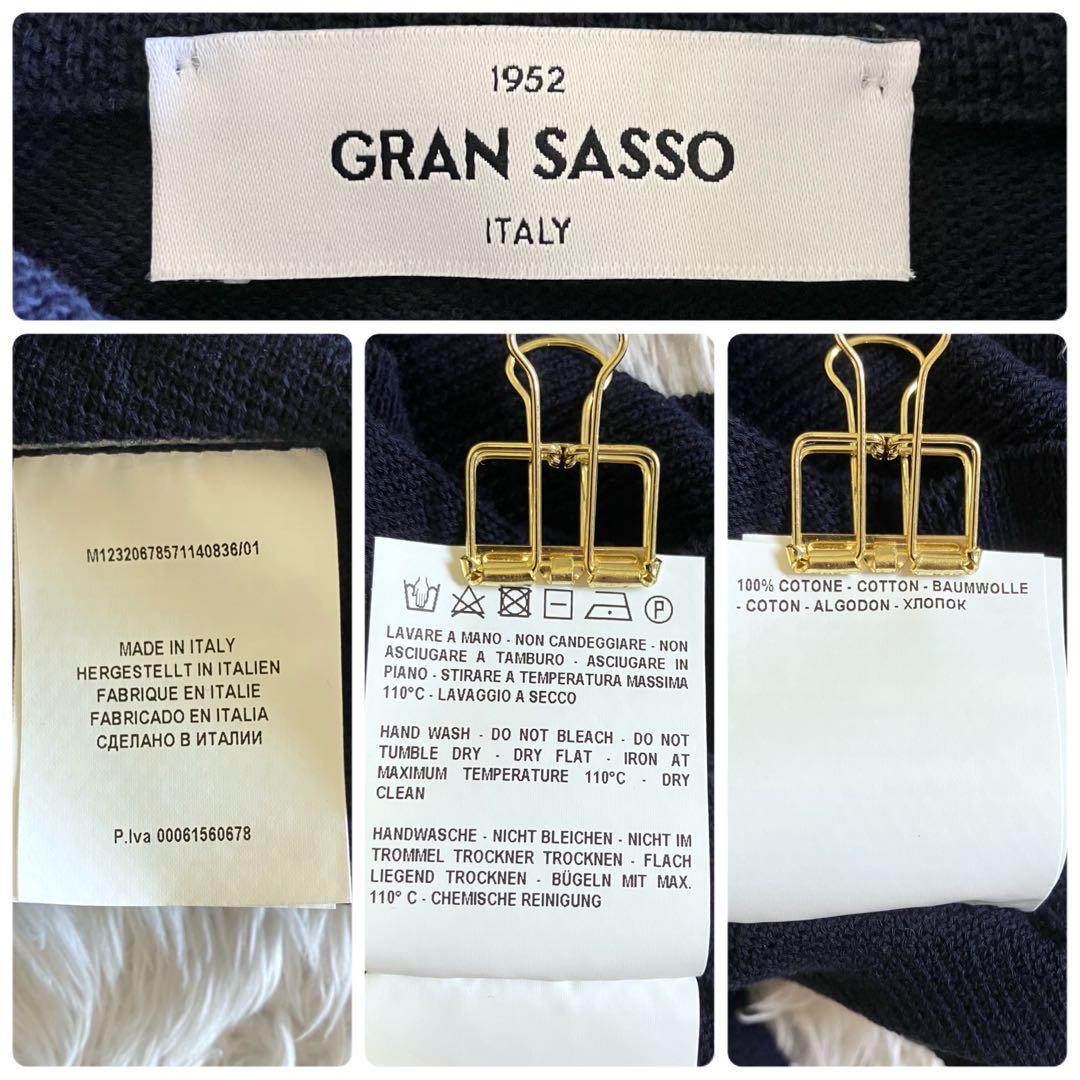 1952
GRAN SASSO
ITALY
M12320678571140836/01
MADE IN ITALY
HERGESTELLT IN ITALIEN
FABRIQUE EN ITALIE
FABRICADO EN ITALIA
СДЕЛАНО В ИТАЛИИ
P.Iva 00061560678
P
LAVARE A MANO - NON CANDEGGIARE - NON
ASCIUGARE A TAMBURO - ASCIUGARE IN
PIANO - STIRARE A TEMPERATURA MASSIMA
110°C - LAVAGGIO A SECCO
HAND WASH - DO NOT BLEACH - DO NOT
TUMBLE DRY - DRY FLAT - IRON AT
MAXIMUM TEMPERATURE 110°C - DRY
CLEAN
HANDWASCHE - NICHT BLEICHEN - NICHT IM
TROMMEL TROCKNER TROCKNEN - FLACH
LIEGEND TROCKNEN - BÜGELN MIT MAX.
110° C - CHEMISCHE REINIGUNG
100% COTONE - COTTON - BAUMWOLLE
- COTON - ALGODON - ХЛОПОК